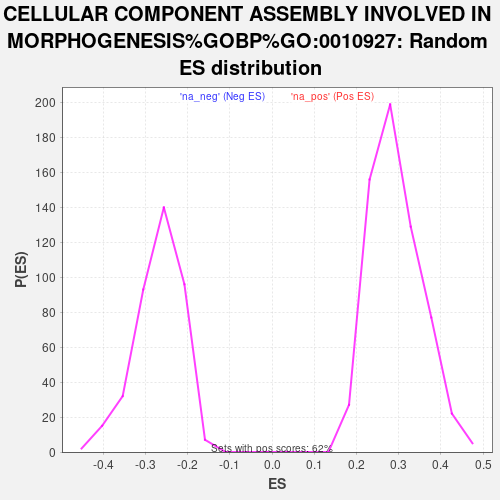 CELLULAR COMPONENT ASSEMBLY INVOLVED IN
MORPHOGENESIS%GOBP%GO:0010927: Random
ES distribution
'na_neg' (Neg ES) 'na_pos' (Pos ES)
200
180
160
140
120
100
80
60
40
20
0
P(ES)
Sets with pos scores: 62%
-0.4 -0.3 -0.2 -0.1 0.0 0.1 0.2 0.3 0.4 0.5
ES